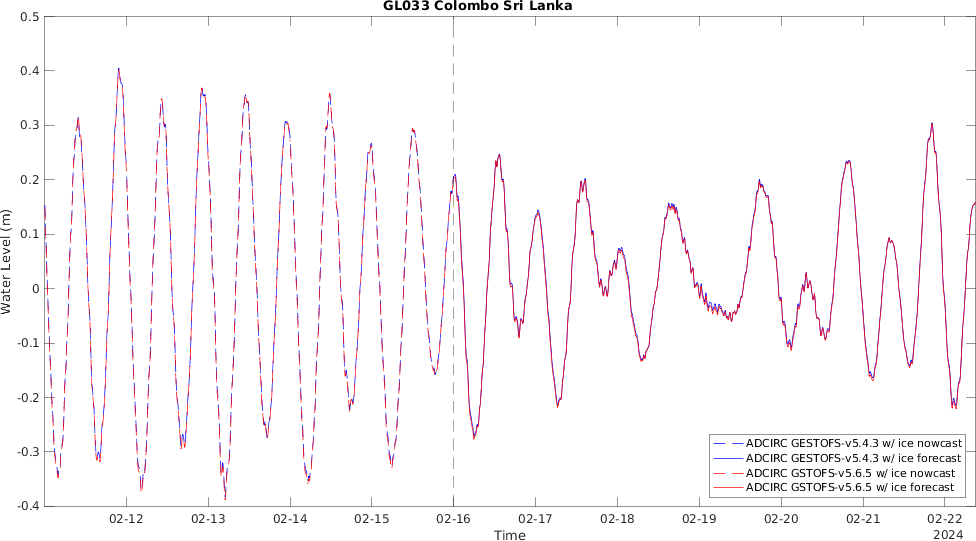 GL033 Colombo Sri Lanka
Water Level (m)
0.5
0.4
0.3
0.2
0.1
0
-0.1
-0.2
-0.3
-0.4
ADCIRC GESTOFS-v5.4.3 w/ ice nowcast
ADCIRC GESTOFS-v5.4.3 w/ ice forecast
ADCIRC GSTOFS-v5.6.5 w/ ice nowcast
ADCIRC GSTOFS-v5.6.5 w/ ice forecast
02-12 02-13 02-14 02-15 02-16 02-17 02-18 02-19 02-20 02-21 02-22
Time 2024